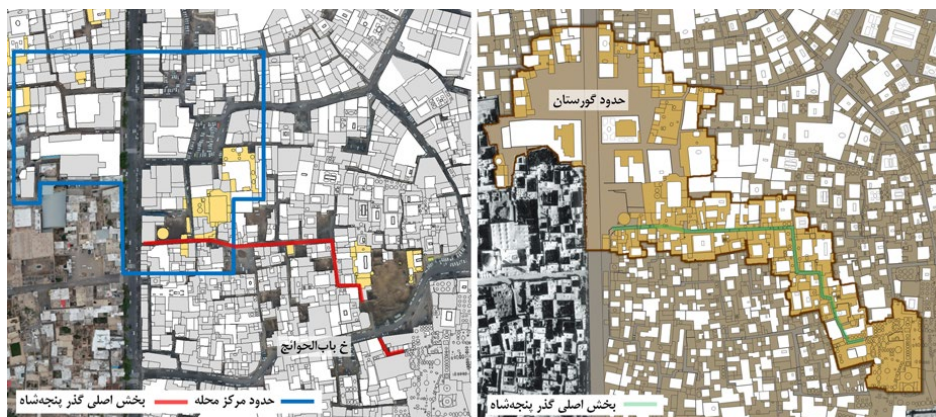 حدود گورستان
خ باب‌الحوائج
بخش اصلی گذر پنجه‌شاه
حدود مرکز محله
بخش اصلی گذر پنجه‌شاه